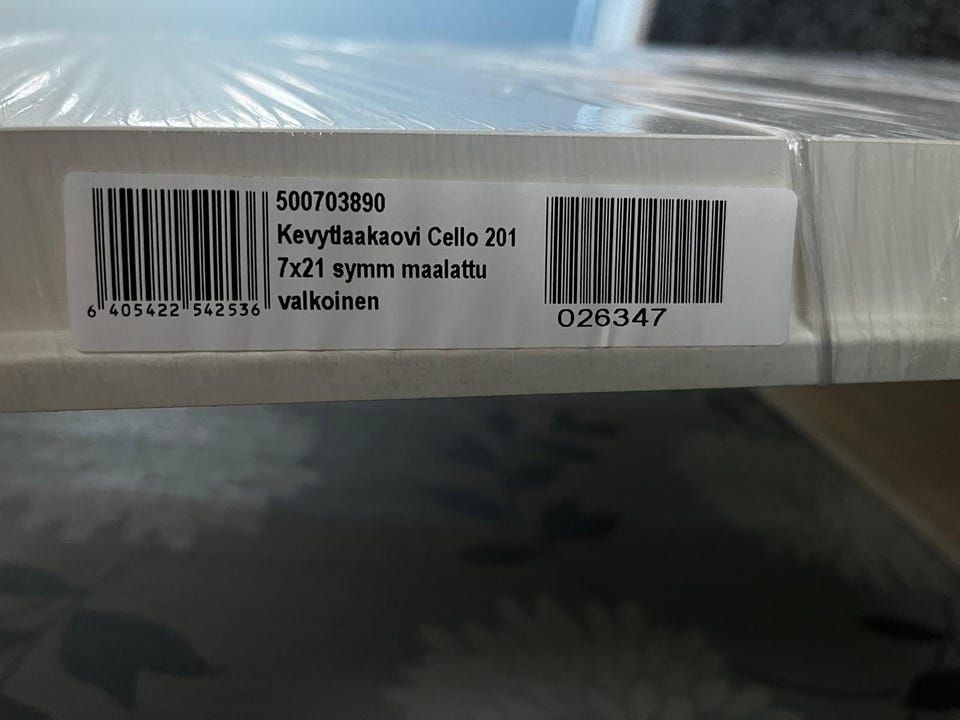 500703890
Kevytlaakaovi Cello 201
7x21 symm maalattu
valkoinen
6 405422 542536
026347